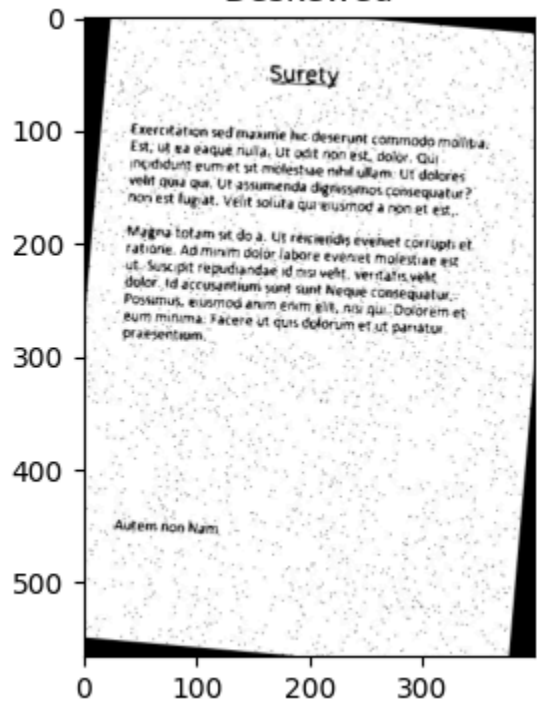 Deskewed
Surety
Exercitation sed maxime hic deserunt commodo mollitia.
Est, ut ea eaque nulla. Ut odit non est, dolor. Qui
incididunt eum et sit molestiae nihil ullam. Ut dolores
velit quia qui. Ut assumenda dignissimos consequatur?
non est fugiat. Velit soluta qui eiusmod a non et est,.
Magna totam sit do a. Ut reiciendis eveniet corrupti et
ratione. Ad minim dolor labore eveniet molestiae est
ut. Suscipit repudiandae id nisi velit. veritatis velit
dolor. Id accusantium sunt sunt Neque consequatur,.
Possimus, eiusmod anim enim elit, nisi qui. Dolorem et
eum minima. Facere ut quis dolorum et ut pariatur
praesentium.
Autem non Nam
0
100
200
300
400
500
0 100 200 300